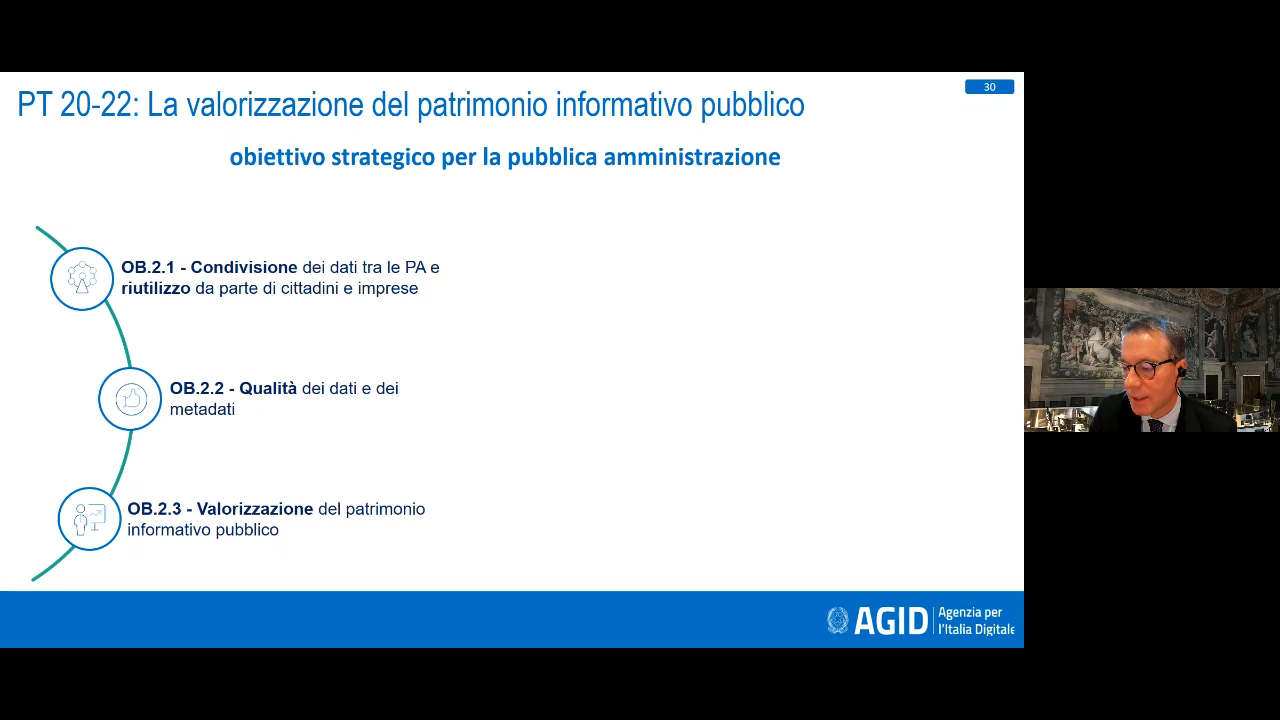 PT 20-22: La valorizzazione del patrimonio informativo pubblico
30
obiettivo strategico per la pubblica amministrazione
OB.2.1 - Condivisione dei dati tra le PA e
riutilizzo da parte di cittadini e imprese
OB.2.2 - Qualità dei dati e dei
metadati
OB.2.3 - Valorizzazione del patrimonio
informativo pubblico
AGID
Agenzia per
l'Italia Digitale